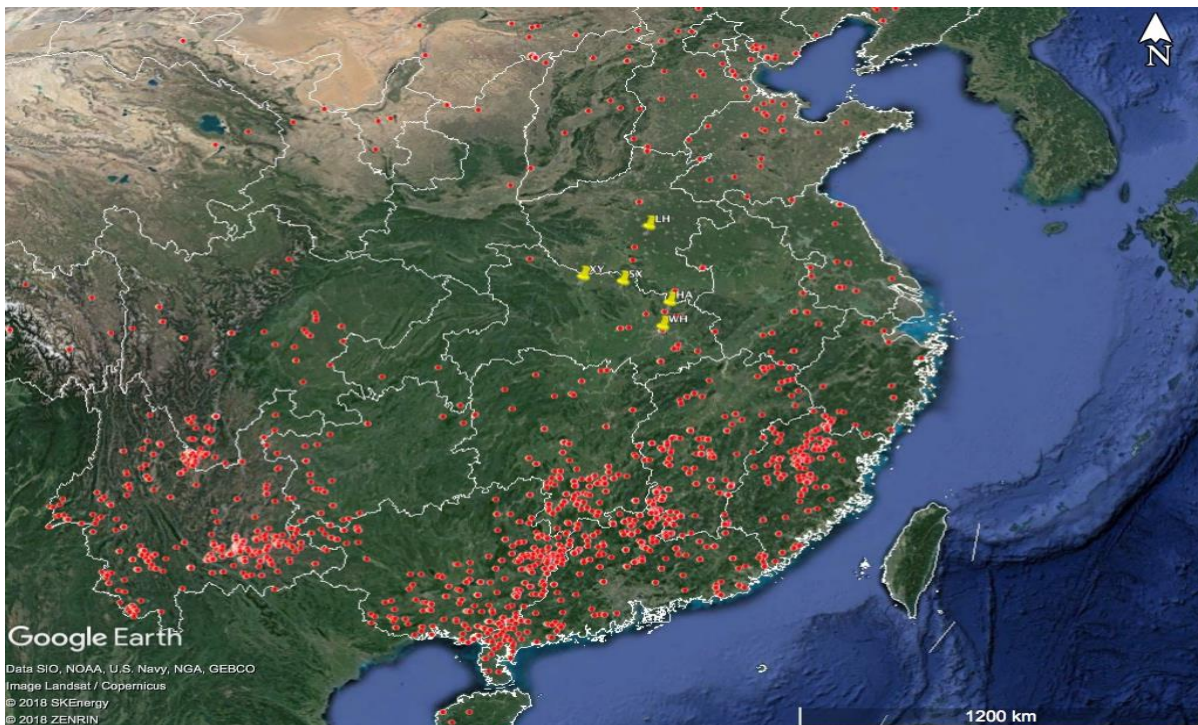 N
LH
XY
SX
HA
WH
Google Earth
Data SIO, NOAA, U.S. Navy, NGA, GEBCO
Image Landsat / Copernicus
© 2018 SKEnergy
© 2018 ZENRIN
1200 km